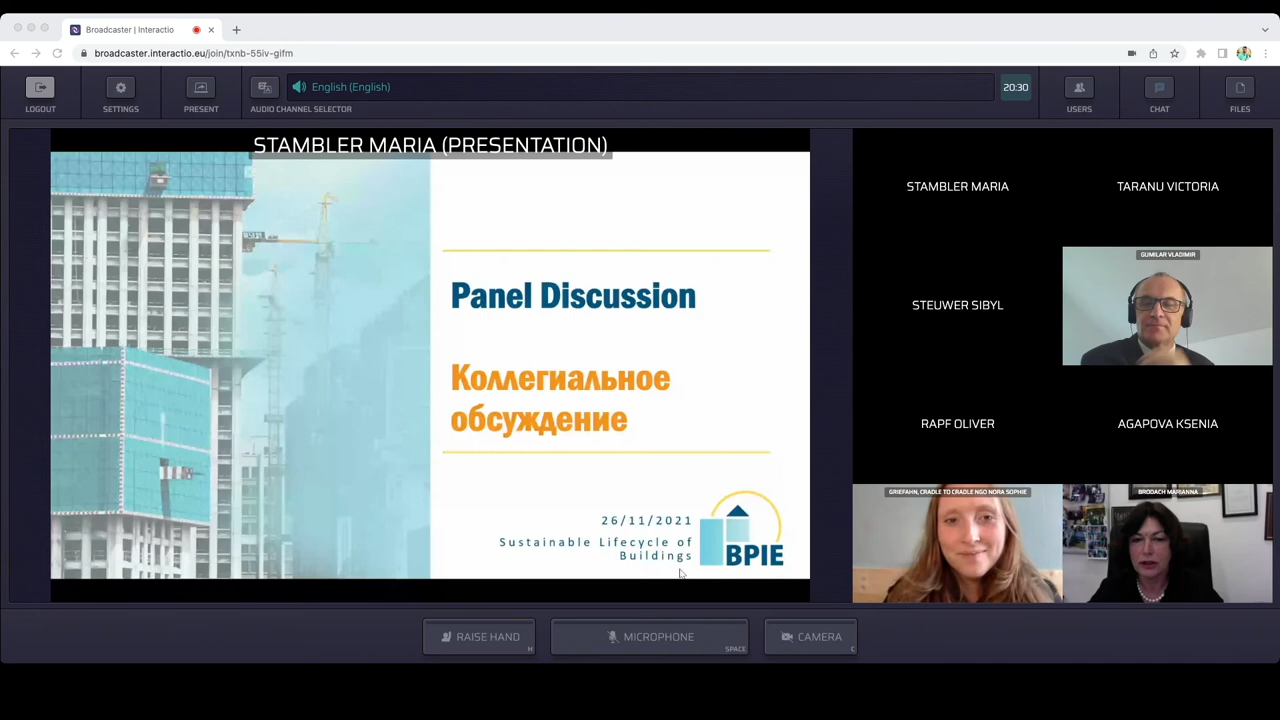 Broadcaster | Interactio
broadcaster.interactio.eu/join/txnb-55iv-gifm
LOGOUT
SETTINGS
PRESENT
AUDIO CHANNEL SELECTOR
English (English)
20:30
USERS
CHAT
FILES
STAMBLER MARIA (PRESENTATION)
Panel Discussion
Коллегиальное
обсуждение
26/11/2021
Sustainable Lifecycle of
Buildings
BPIE
STAMBLER MARIA
TARANU VICTORIA
STEUWER SIBYL
GUMILAR VLADIMIR
RAPF OLIVER
AGAPOVA KSENIA
GRIEFAHN, CRADLE TO CRADLE NGO NORA SOPHIE
BRODACH MARIANNA
RAISE HAND
H
MICROPHONE
SPACE
CAMERA
C